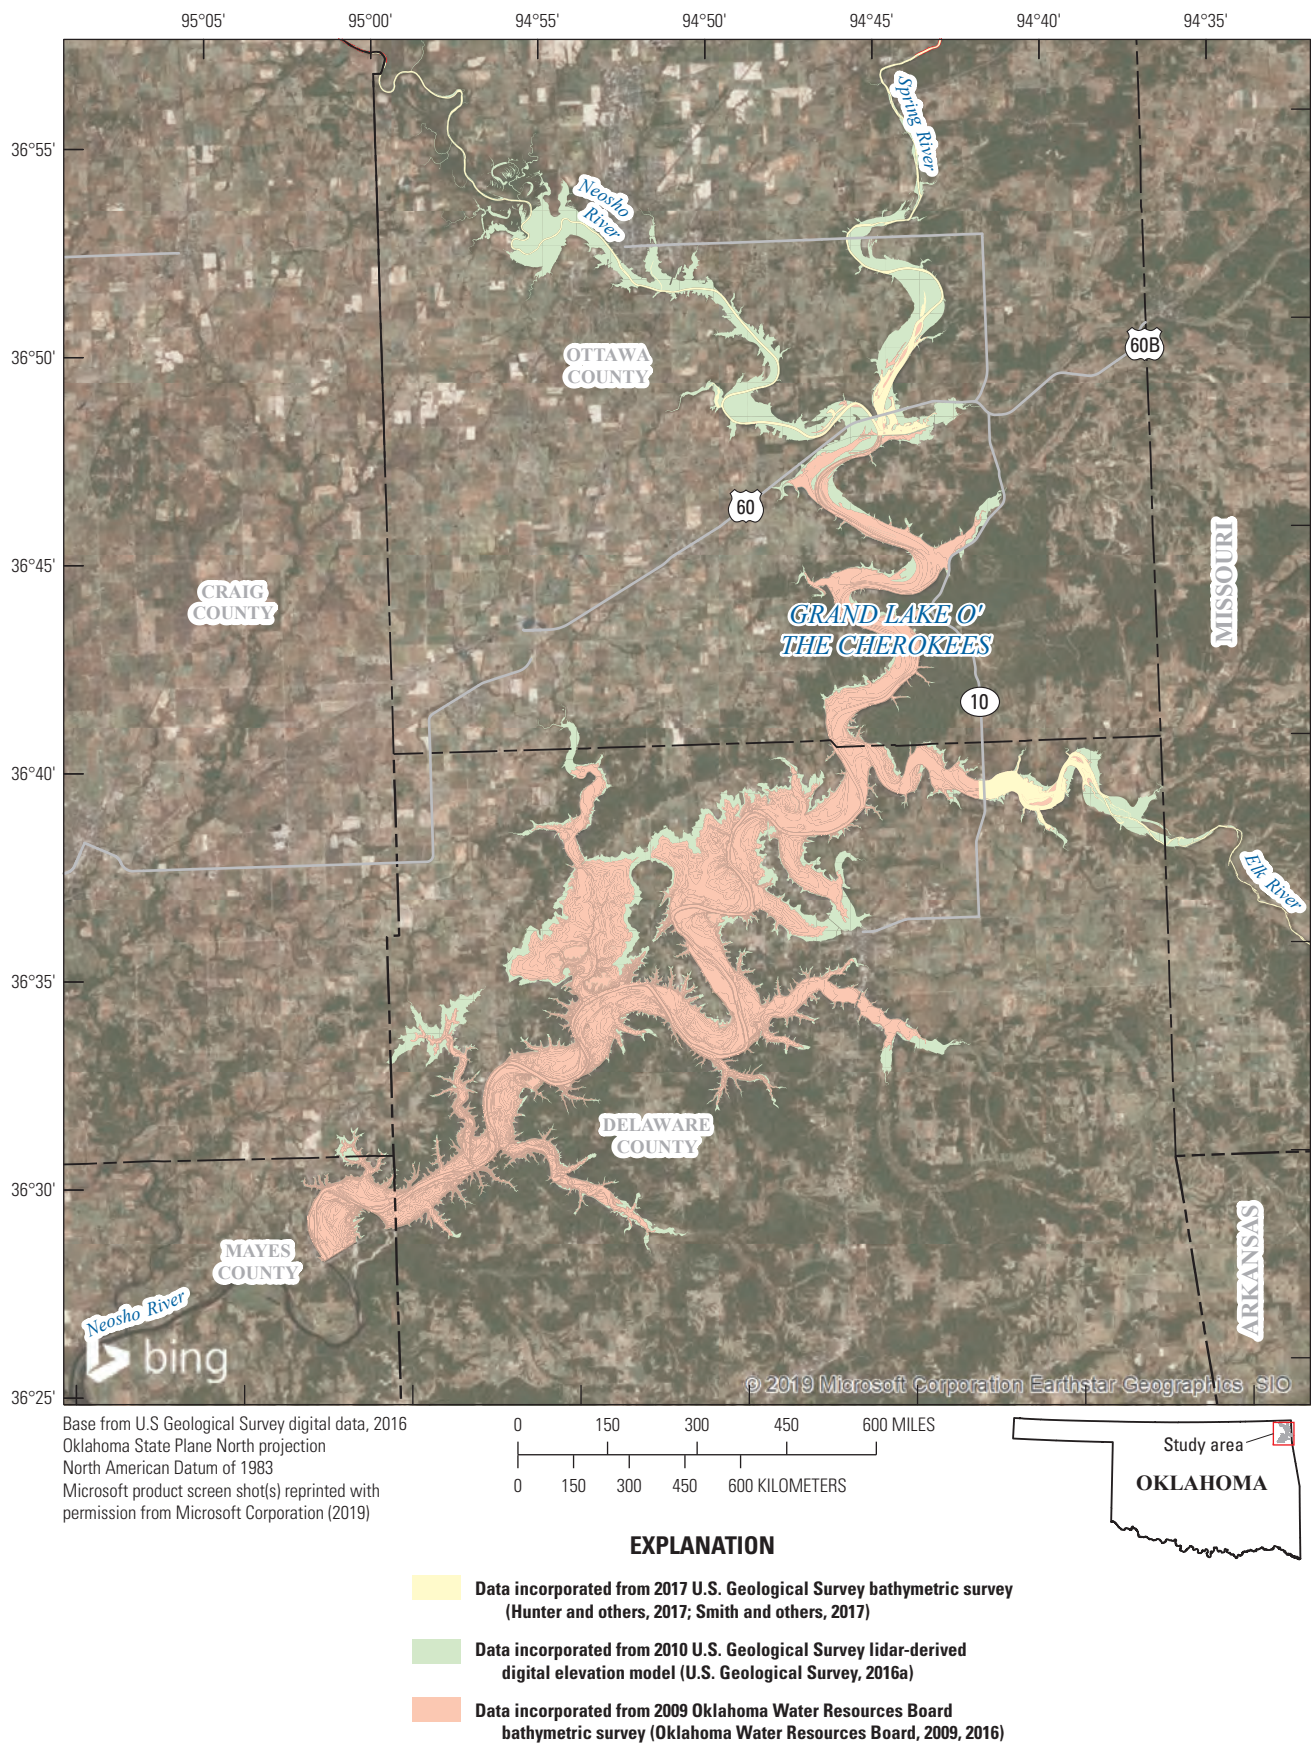 95°05' 95°00' 94°55' 94°50' 94°45' 94°40' 94°35'
36°55'
36°50'
36°45'
36°40'
36°35'
36°30'
36°25'
Spring River
Neosho
River
OTTAWA
COUNTY
60B
60
CRAIG
COUNTY
MISSOURI
GRAND LAKE O'
THE CHEROKEES
10
Elk River
DELAWARE
COUNTY
MAYES
COUNTY
ARKANSAS
Neosho River
bing
© 2019 Microsoft Corporation Earthstar Geographics SIO
Base from U.S Geological Survey digital data, 2016
Oklahoma State Plane North projection
North American Datum of 1983
Microsoft product screen shot(s) reprinted with
permission from Microsoft Corporation (2019)
0 150 300 450 600 MILES
0 150 300 450 600 KILOMETERS
Study area
OKLAHOMA
EXPLANATION
Data incorporated from 2017 U.S. Geological Survey bathymetric survey
(Hunter and others, 2017; Smith and others, 2017)
Data incorporated from 2010 U.S. Geological Survey lidar-derived
digital elevation model (U.S. Geological Survey, 2016a)
Data incorporated from 2009 Oklahoma Water Resources Board
bathymetric survey (Oklahoma Water Resources Board, 2009, 2016)